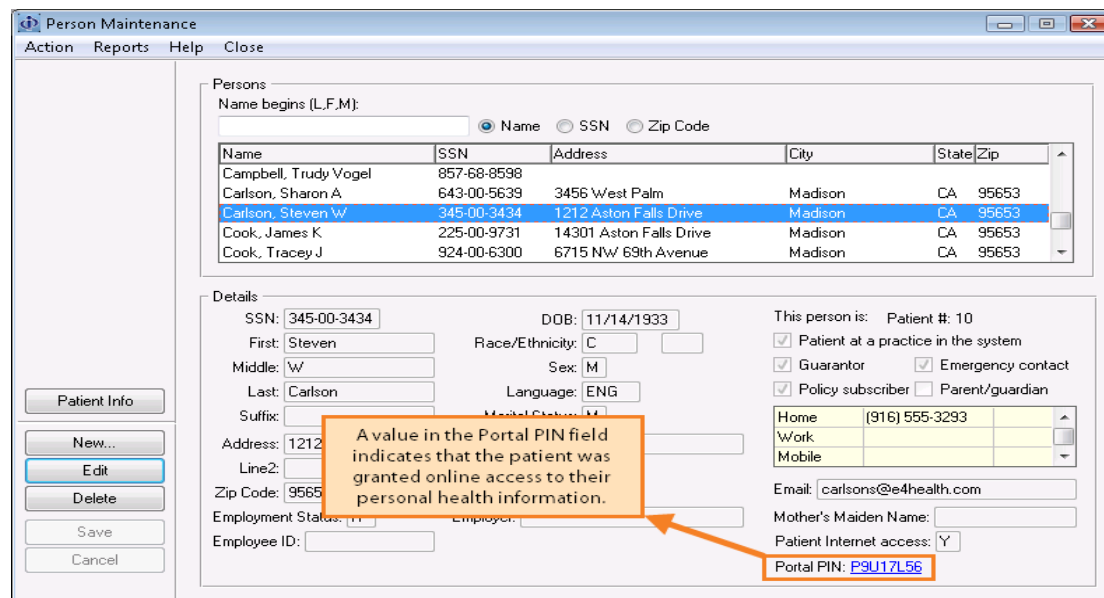 Person Maintenance
Action Reports Help Close
Persons
Name begins (L,F,M):
Name SSN Zip Code
Name SSN Address City State Zip
Campbell, Trudy Vogel 857-68-8598
Carlson, Sharon A 643-00-5639 3456 West Palm Madison CA 95653
Carlson, Steven W 345-00-3434 1212 Aston Falls Drive Madison CA 95653
Cook, James K 225-00-9731 14301 Aston Falls Drive Madison CA 95653
Cook, Tracey J 924-00-6300 6715 NW 69th Avenue Madison CA 95653
Details
SSN: 345-00-3434 DOB: 11/14/1933 This person is: Patient #: 10
First: Steven Race/Ethnicity: C Patient at a practice in the system
Middle: W Sex: M Guarantor Emergency contact
Last: Carlson Language: ENG Policy subscriber Parent/guardian
Suffix: Marital Status: M
Home (916) 555-3293
Work
Mobile
Address: 1212
Line2:
Zip Code: 9565
Employment Status: Employer:
Employee ID:
A value in the Portal PIN field
indicates that the patient was
granted online access to their
personal health information.
Email: carlsons@e4health.com
Mother's Maiden Name:
Patient Internet access: Y
Portal PIN: P9U17L56
Patient Info
New...
Edit
Delete
Save
Cancel